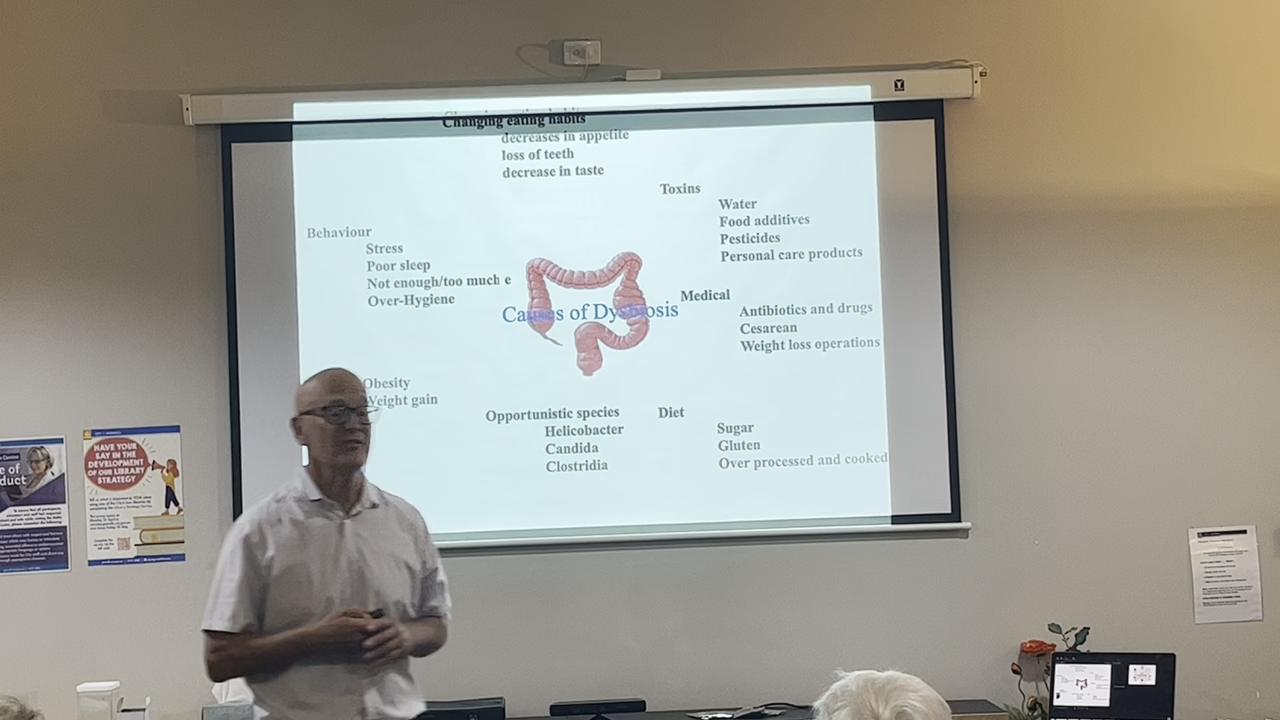 Changing eating habits
decreases in appetite
loss of teeth
decrease in taste
Toxins
Water
Food additives
Pesticides
Personal care products
Behaviour
Stress
Poor sleep
Not enough/too much e
Over-Hygiene
Causes of Dysbiosis
Medical
Antibiotics and drugs
Cesarean
Weight loss operations
Obesity
Weight gain
Opportunistic species
Helicobacter
Candida
Clostridia
Diet
Sugar
Gluten
Over processed and cooked
HAVE YOUR
SAY IN THE
DEVELOPMENT
OF OUR LIBRARY
STRATEGY
e of
duct